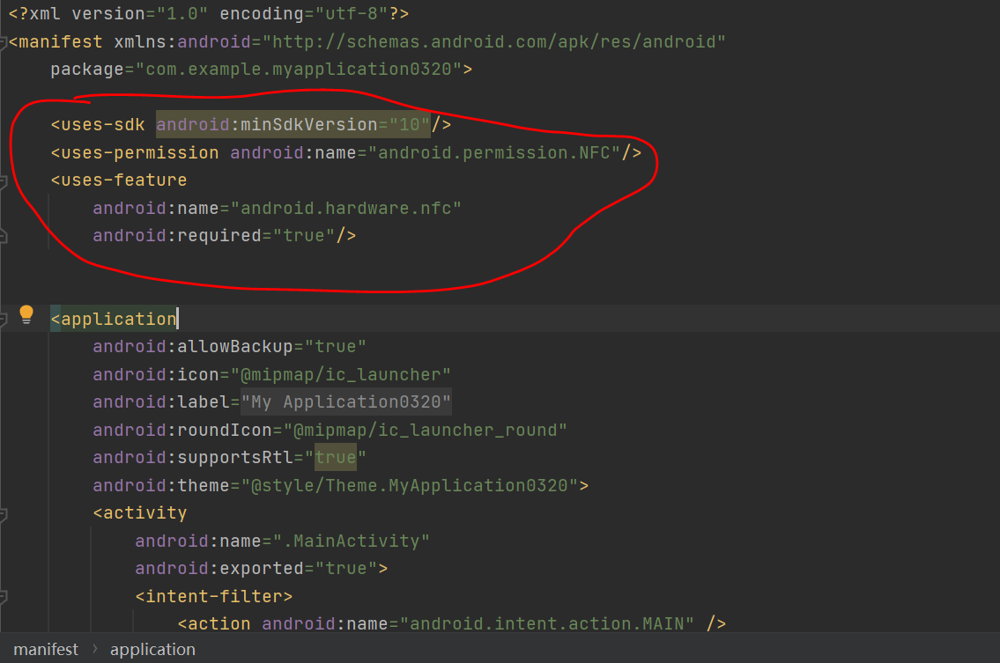 <?xml version="1.0" encoding="utf-8"?>
<manifest xmlns:android="http://schemas.android.com/apk/res/android"
package="com.example.myapplication0320">
<uses-sdk android:minSdkVersion="10"/>
<uses-permission android:name="android.permission.NFC"/>
<uses-feature
android:name="android.hardware.nfc"
android:required="true"/>
<application
android:allowBackup="true"
android:icon="@mipmap/ic_launcher"
android:label="My Application0320"
android:roundIcon="@mipmap/ic_launcher_round"
android:supportsRtl="true"
android:theme="@style/Theme.MyApplication0320">
<activity
android:name=".MainActivity"
android:exported="true">
<intent-filter>
<action android:name="android.intent.action.MAIN" />
manifest › application